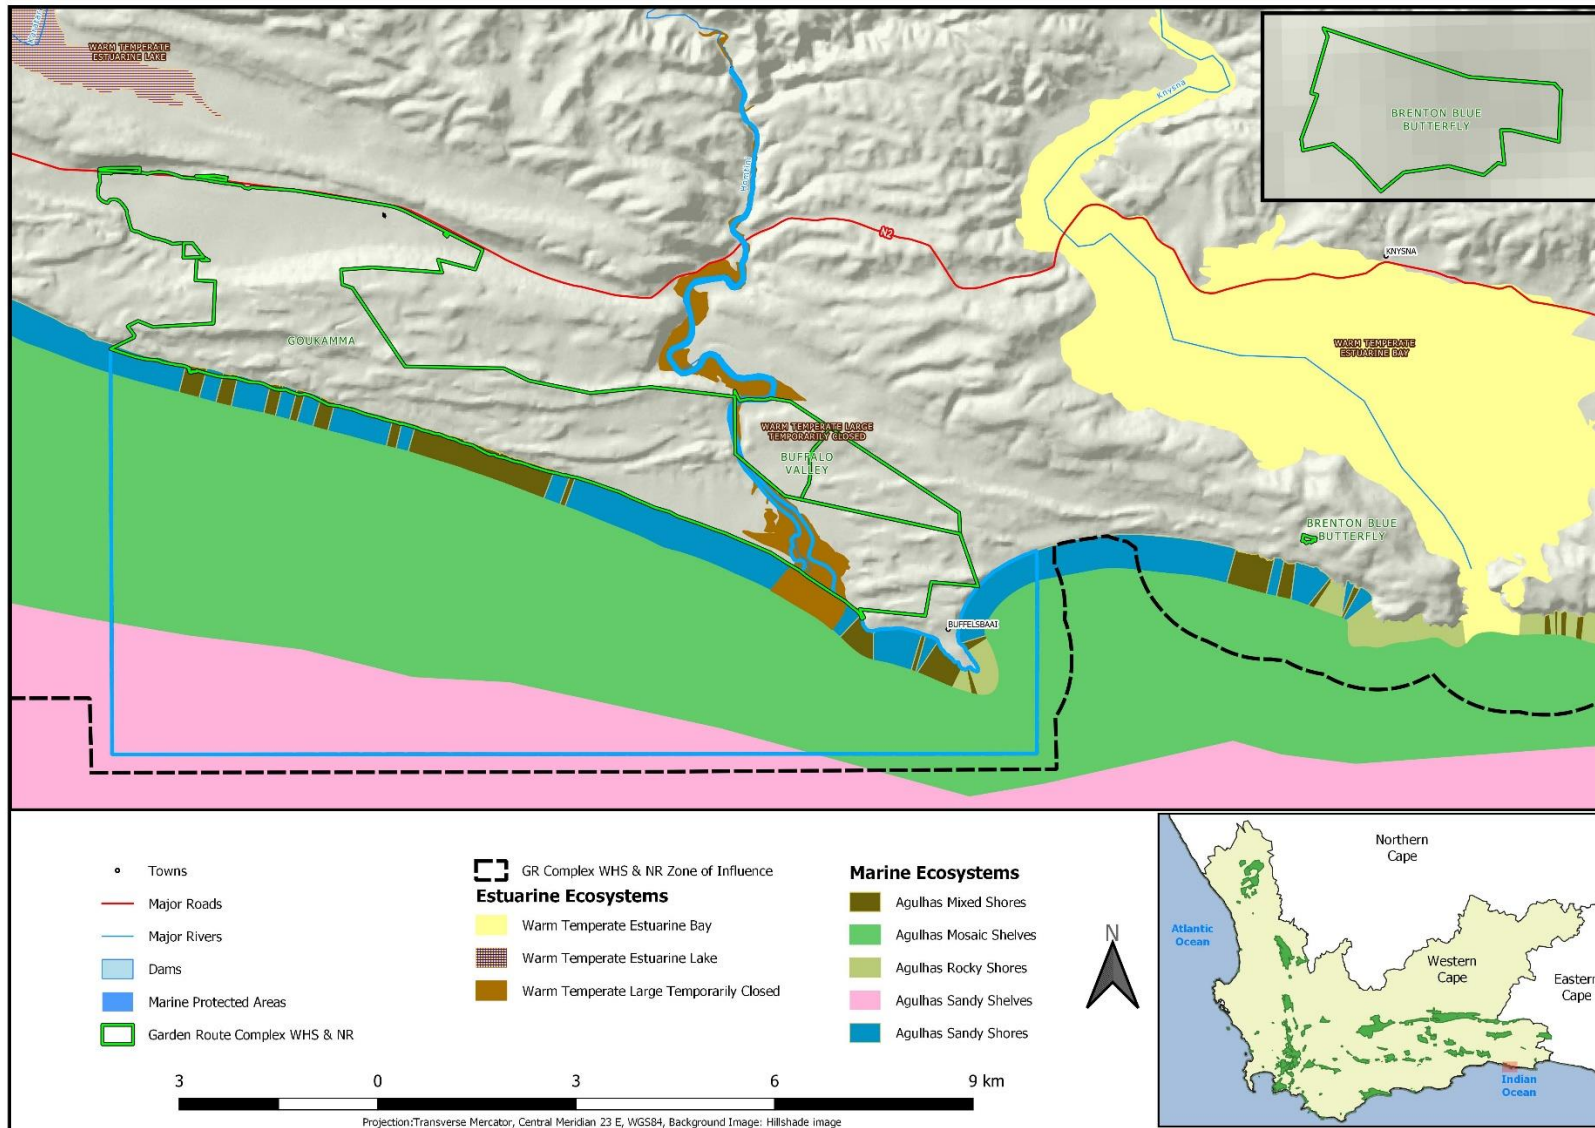 WARM TEMPERATE
ESTUARINE LAKE
Knysna
BRENTON BLUE
BUTTERFLY
Homtini
N2
KNYSNA
GOUKAMMA
WARM TEMPERATE
ESTUARINE BAY
WARM TEMPERATE LARGE
TEMPORARILY CLOSED
BUFFALO
VALLEY
BRENTON BLUE
BUTTERFLY
BUFFELSBAAI
Towns
Major Roads
Major Rivers
Dams
Marine Protected Areas
Garden Route Complex WHS & NR
GR Complex WHS & NR Zone of Influence
Estuarine Ecosystems
Warm Temperate Estuarine Bay
Warm Temperate Estuarine Lake
Warm Temperate Large Temporarily Closed
Marine Ecosystems
Agulhas Mixed Shores
Agulhas Mosaic Shelves
Agulhas Rocky Shores
Agulhas Sandy Shelves
Agulhas Sandy Shores
N
Northern
Cape
Atlantic
Ocean
Western
Cape
Eastern
Cape
Indian
Ocean
3 0 3 6 9 km
Projection:Transverse Mercator, Central Meridian 23 E, WGS84, Background Image: Hillshade image